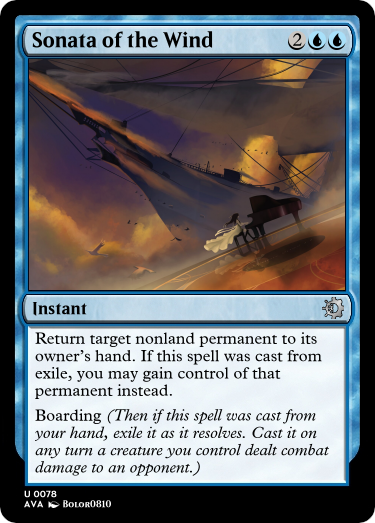 Sonata of the Wind 2
Instant
Return target nonland permanent to its
owner's hand. If this spell was cast from
exile, you may gain control of that
permanent instead.
Boarding (Then if this spell was cast from
your hand, exile it as it resolves. Cast it on
any turn a creature you control dealt combat
damage to an opponent.)
U 0078
AVA Bolor0810